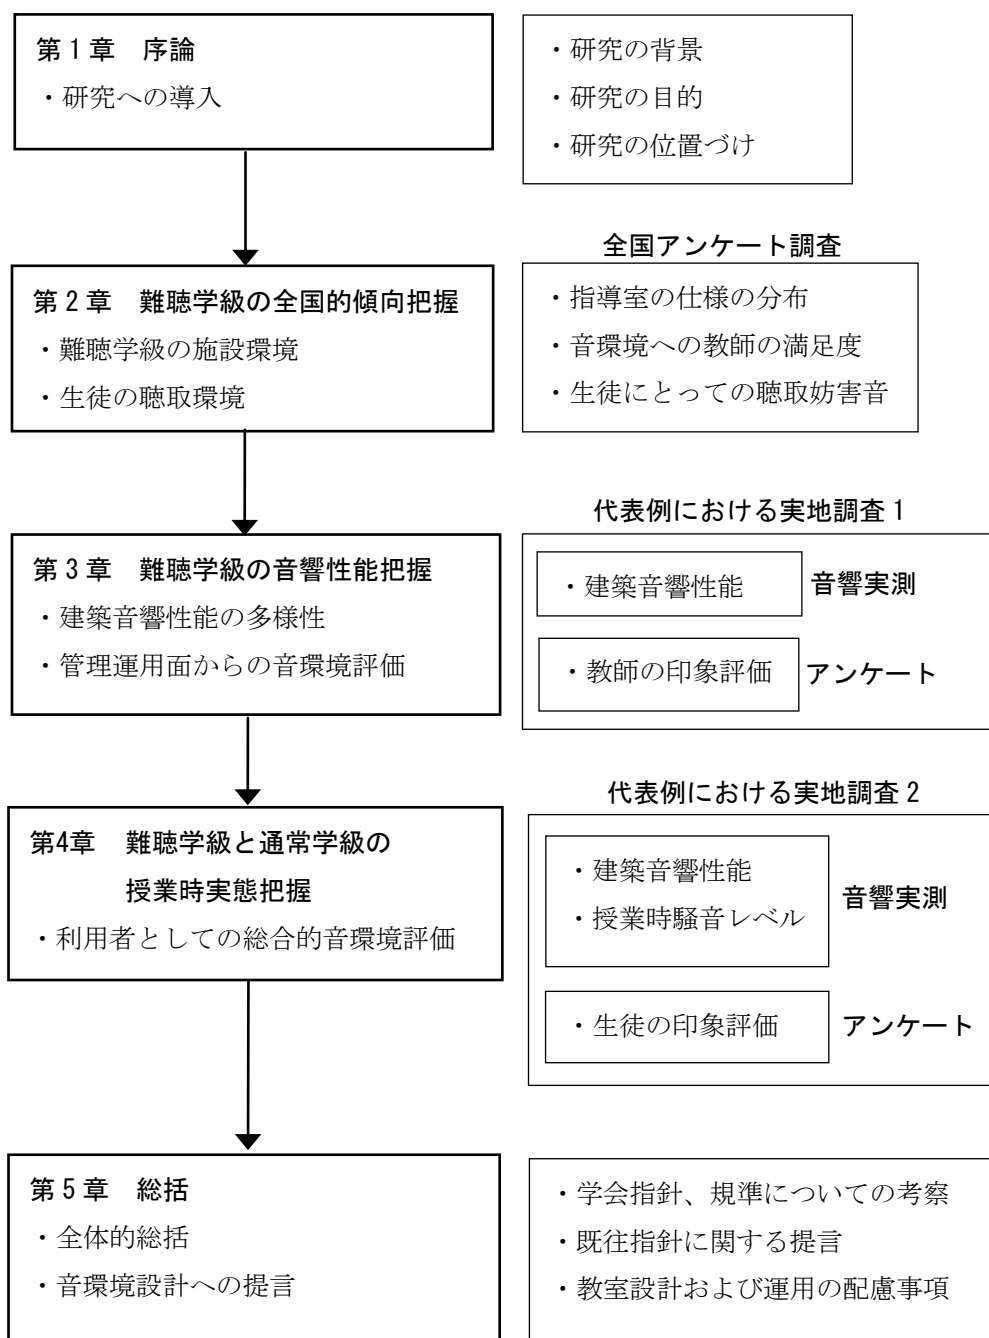 第1章　序論
・研究への導入
・研究の背景
・研究の目的
・研究の位置づけ
全国アンケート調査
第2章　難聴学級の全国的傾向把握
・難聴学級の施設環境
・生徒の聴取環境
・指導室の仕様の分布
・音環境への教師の満足度
・生徒にとっての聴取妨害音
代表例における実地調査1
第3章　難聴学級の音響性能把握
・建築音響性能の多様性
・管理運用面からの音環境評価
・建築音響性能
音響実測
・教師の印象評価
アンケート
代表例における実地調査2
第4章　難聴学級と通常学級の
授業時実態把握
・利用者としての総合的音環境評価
・建築音響性能
・授業時騒音レベル
音響実測
・生徒の印象評価
アンケート
第5章　総括
・全体的総括
・音環境設計への提言
・学会指針、規準についての考察
・既往指針に関する提言
・教室設計および運用の配慮事項